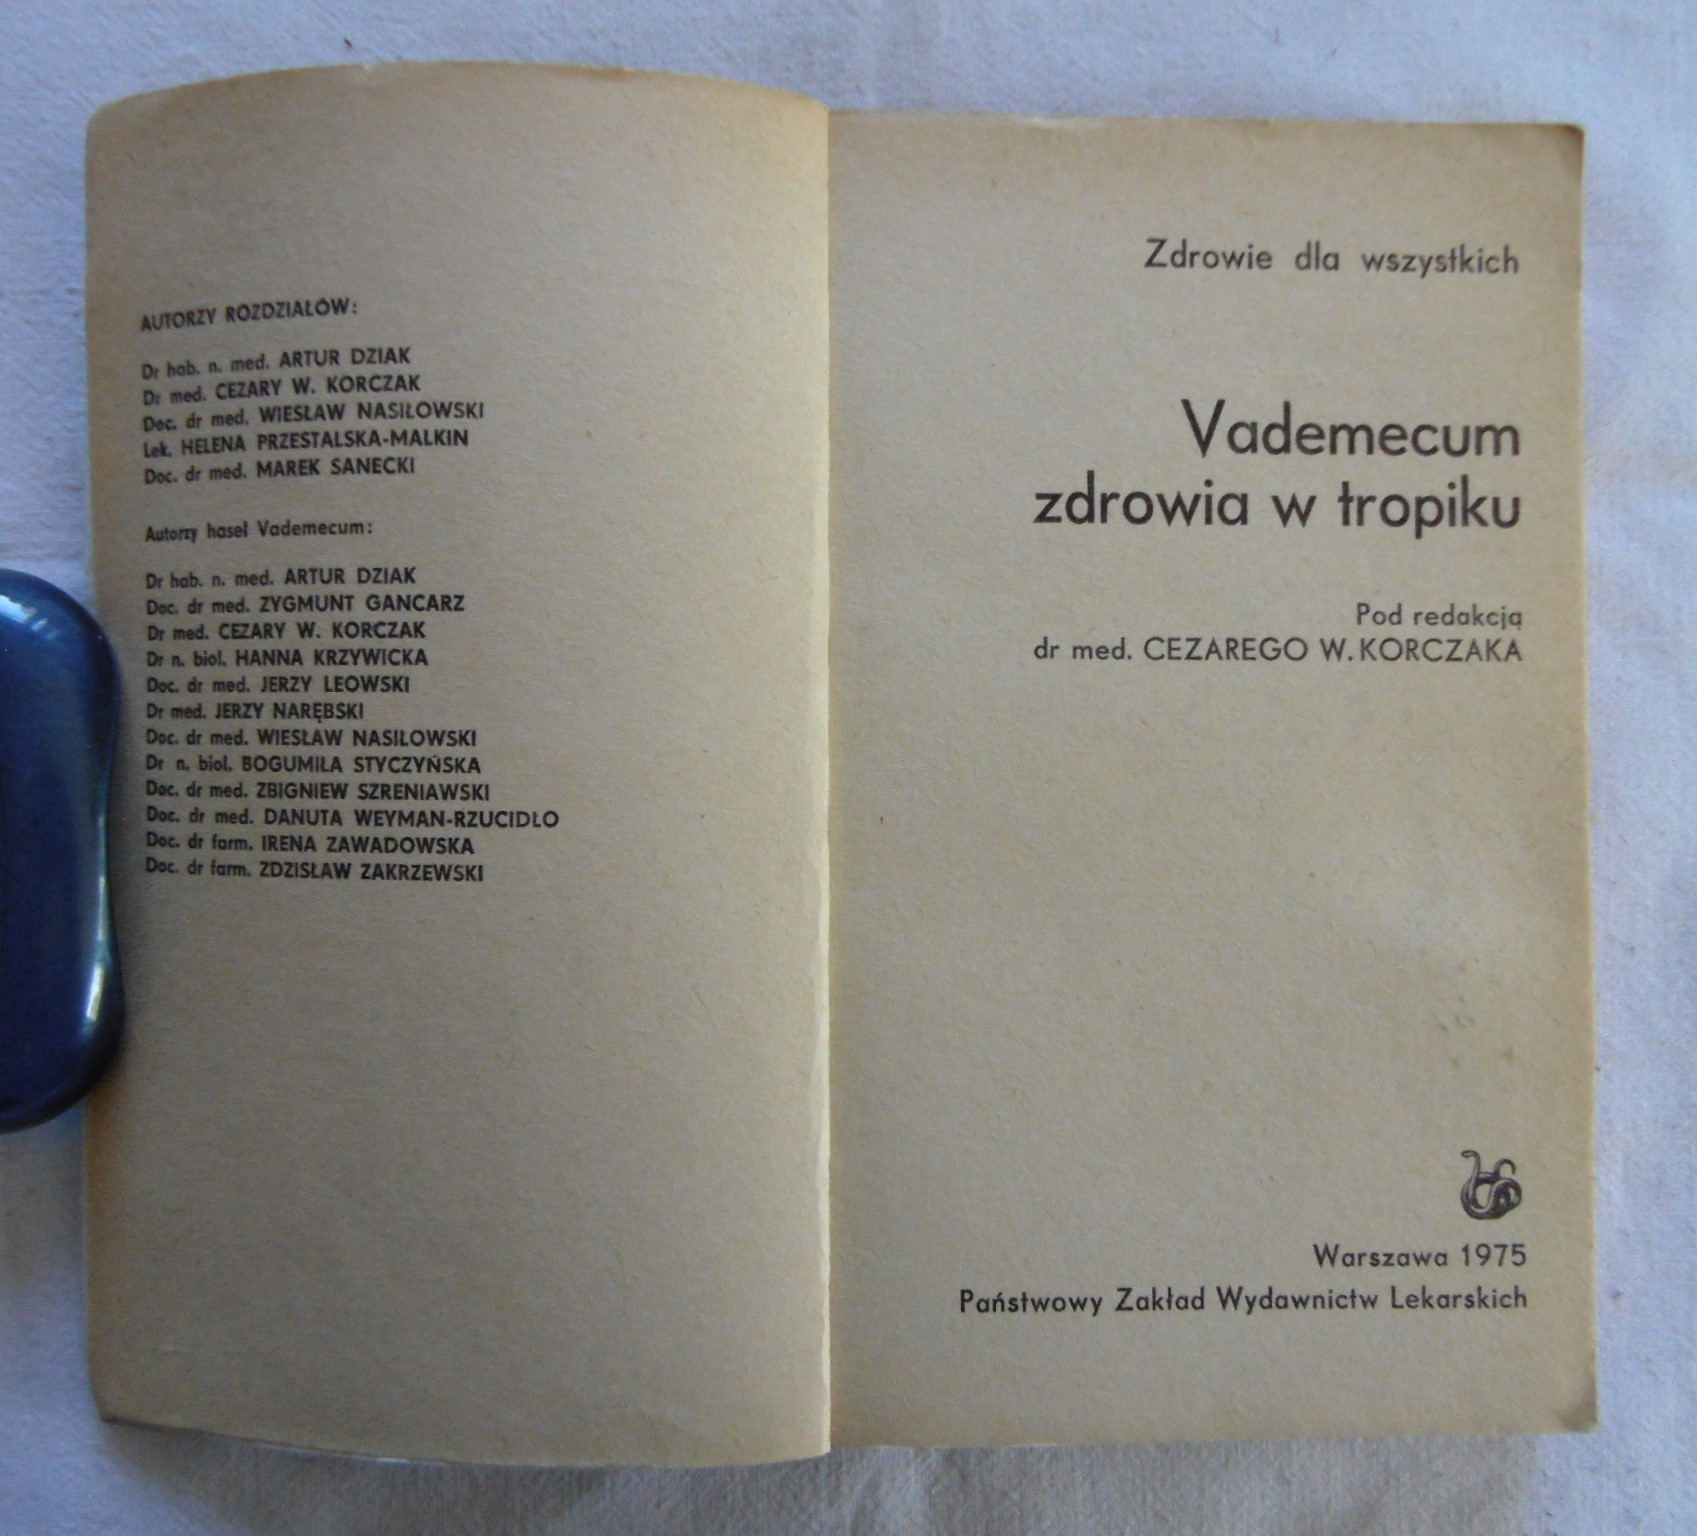 AUTORZY ROZDZIAŁÓW:
Dr hab. n. med. ARTUR DZIAK
Dr med. CEZARY W. KORCZAK
Doc. dr med. WIESŁAW NASIŁOWSKI
Lek. HELENA PRZESTALSKA-MALKIN
Doc. dr med. MAREK SANECKI
Autorzy haseł Vademecum:
Dr hab. n. med. ARTUR DZIAK
Doc. dr med. ZYGMUNT GANCARZ
Dr med. CEZARY W. KORCZAK
Dr n. biol. HANNA KRZYWICKA
Doc. dr med. JERZY LEOWSKI
Dr med. JERZY NARĘBSKI
Doc. dr med. WIESŁAW NASIŁOWSKI
Dr n. biol. BOGUMIŁA STYCZYŃSKA
Doc. dr med. ZBIGNIEW SZRENIAWSKI
Doc. dr med. DANUTA WEYMAN-RZUCIDŁO
Doc. dr farm. IRENA ZAWADOWSKA
Doc. dr farm. ZDZISŁAW ZAKRZEWSKI
Zdrowie dla wszystkich
Vademecum
zdrowia w tropiku
Pod redakcją
dr med. CEZAREGO W. KORCZAKA
Warszawa 1975
Państwowy Zakład Wydawnictw Lekarskich